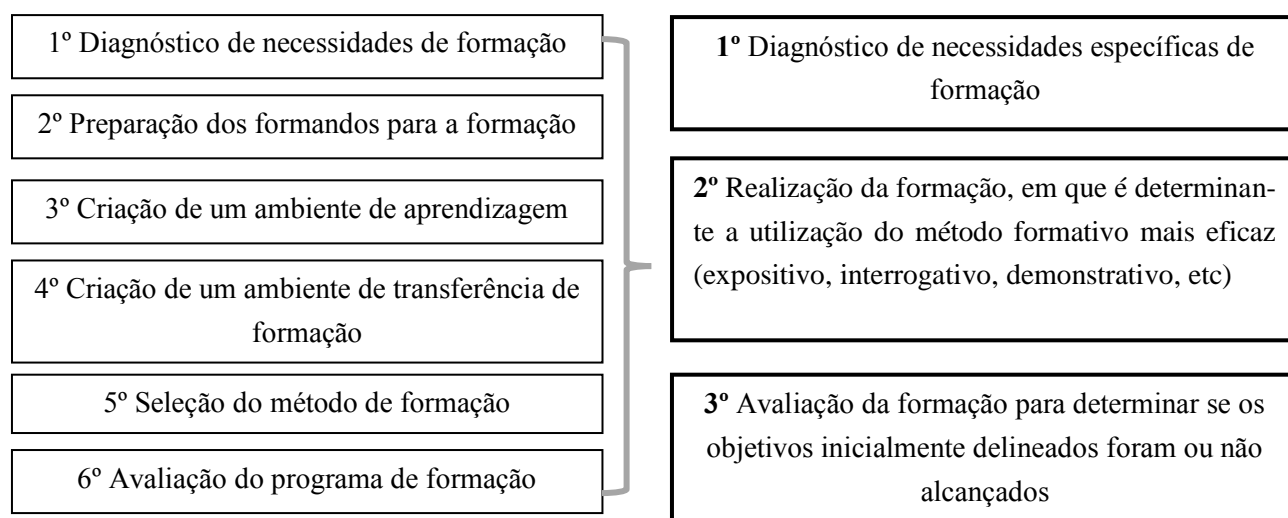 1º Diagnóstico de necessidades de formação
2º Preparação dos formandos para a formação
3º Criação de um ambiente de aprendizagem
4º Criação de um ambiente de transferência de
formação
5º Seleção do método de formação
6º Avaliação do programa de formação
1º Diagnóstico de necessidades específicas de
formação
2º Realização da formação, em que é determinan-
te a utilização do método formativo mais eficaz
(expositivo, interrogativo, demonstrativo, etc)
3º Avaliação da formação para determinar se os
objetivos inicialmente delineados foram ou não
alcançados